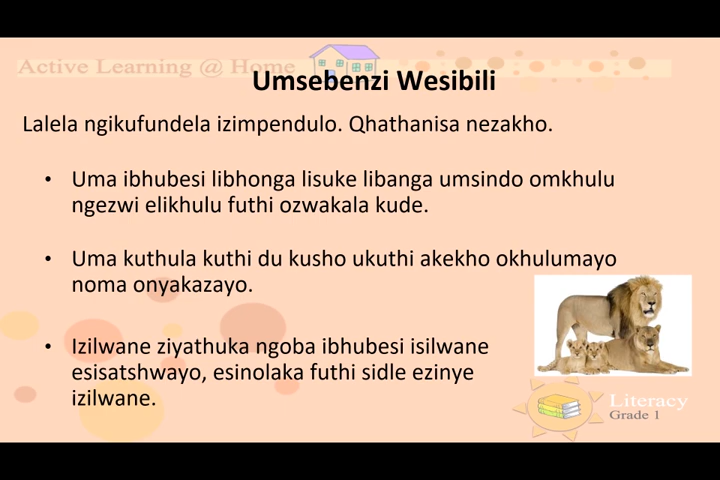 Active Learning @ Home
Umsebenzi Wesibili
Lalela ngikufundela izimpendulo. Qhathanisa nezakho.
• Uma ibhubesi libhonga lisuke libanga umsindo omkhulu
ngezwi elikhulu futhi ozwakala kude.
• Uma kuthula kuthi du kusho ukuthi akekho okhulumayo
noma onyakazayo.
• Izilwane ziyathuka ngoba ibhubesi isilwane
esisatshwayo, esinolaka futhi sidle ezinye
izilwane.
Literacy
Grade 1